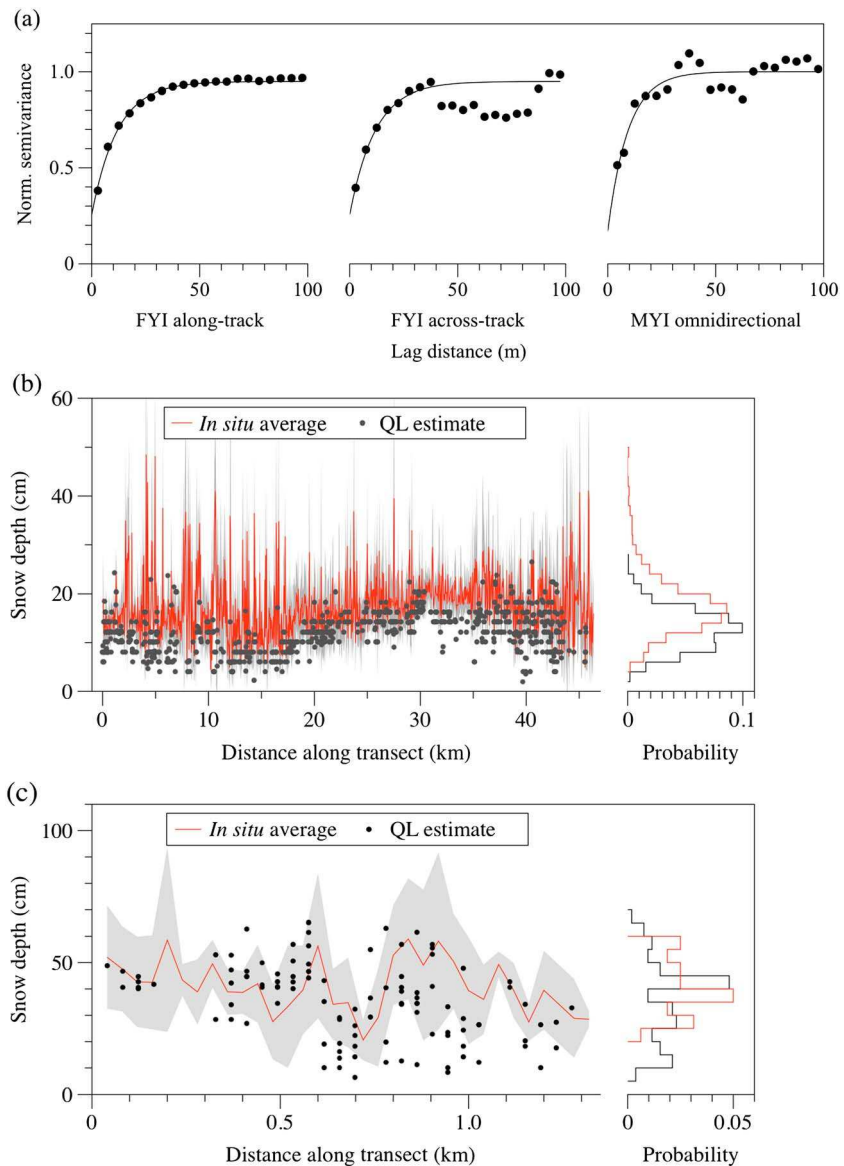 (a)
Norm. semivariance
1.0
0.5
0
0 50 100 0 50 100 0 50 100
FYI along-track FYI across-track MYI omnidirectional
Lag distance (m)
(b)
60
In situ average QL estimate
40
Snow depth (cm)
20
0
0 10 20 30 40 0 0.1
Distance along transect (km) Probability
(c)
In situ average QL estimate
100
Snow depth (cm)
50
0
0 0.5 1.0 0 0.05
Distance along transect (km) Probability